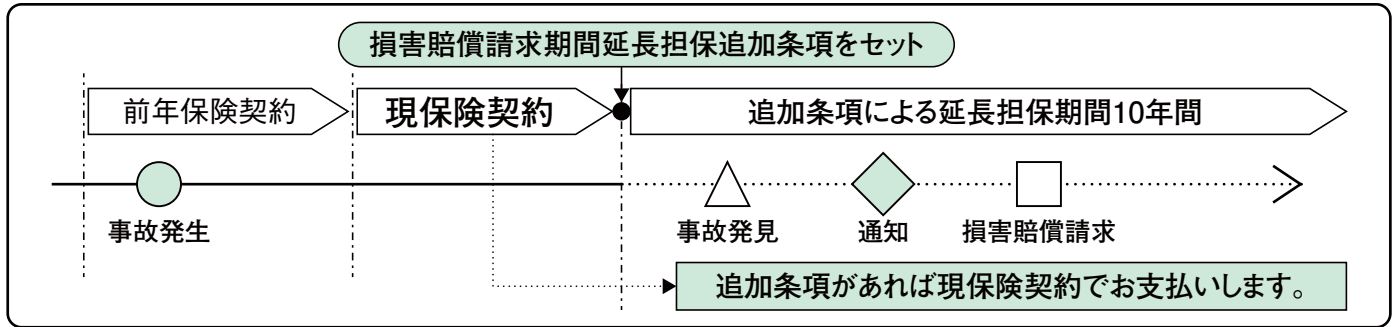 損害賠償請求期間延長担保追加条項をセット
前年保険契約
現保険契約
追加条項による延長担保期間10年間
事故発生
事故発見
通知
損害賠償請求
追加条項があれば現保険契約でお支払いします。